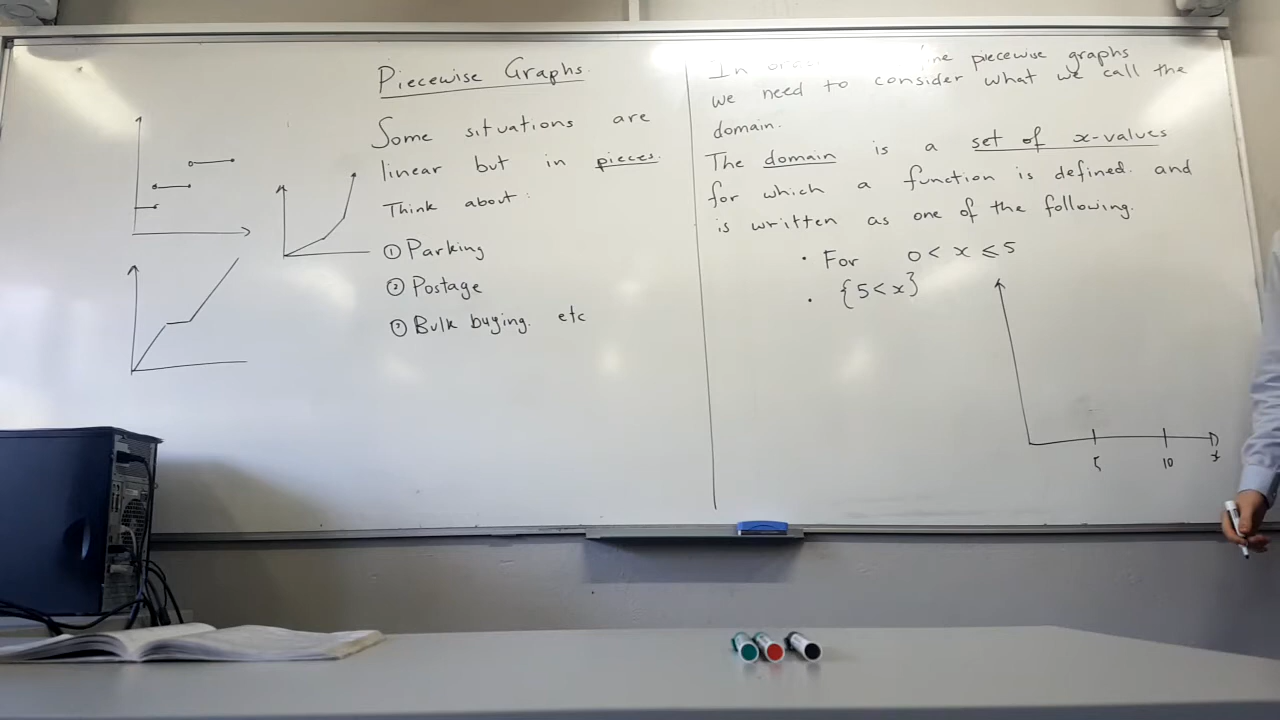 Piecewise Graphs.
Some situations are
linear but in pieces.
Think about:
① Parking
② Postage
③ Bulk buying. etc
In piecewise graphs
we need to consider what we call the
domain.
The domain is a set of x-values
for which a function is defined. and
is written as one of the following.
• For 0 < x ≤ 5
• {5 < x}
5 10 x